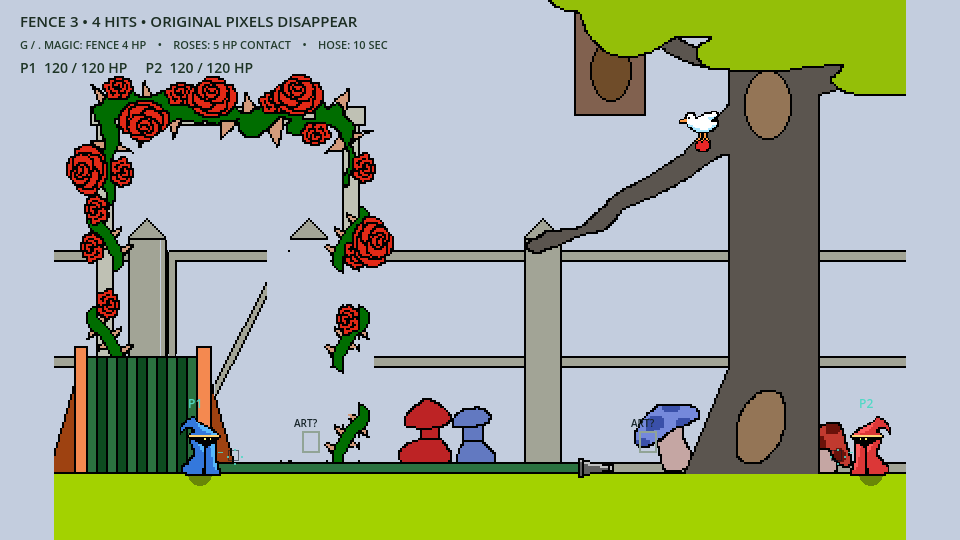 FENCE 3 • 4 HITS • ORIGINAL PIXELS DISAPPEAR
G / . MAGIC: FENCE 4 HP • ROSES: 5 HP CONTACT • HOSE: 10 SEC
P1 120 / 120 HP P2 120 / 120 HP
P1
P2
ART?
ART?